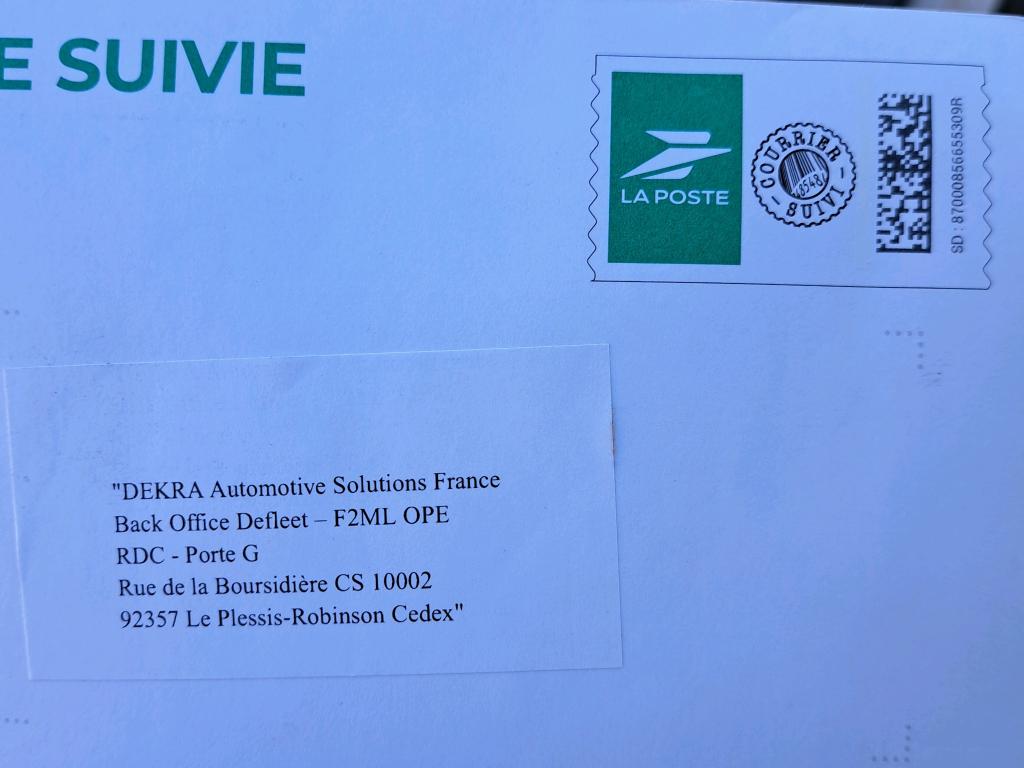 E SUIVIE
LA POSTE
COURRIER
SUIVI
SD : 87000856655309R
"DEKRA Automotive Solutions France
Back Office Defleet – F2ML OPE
RDC - Porte G
Rue de la Boursidière CS 10002
92357 Le Plessis-Robinson Cedex"